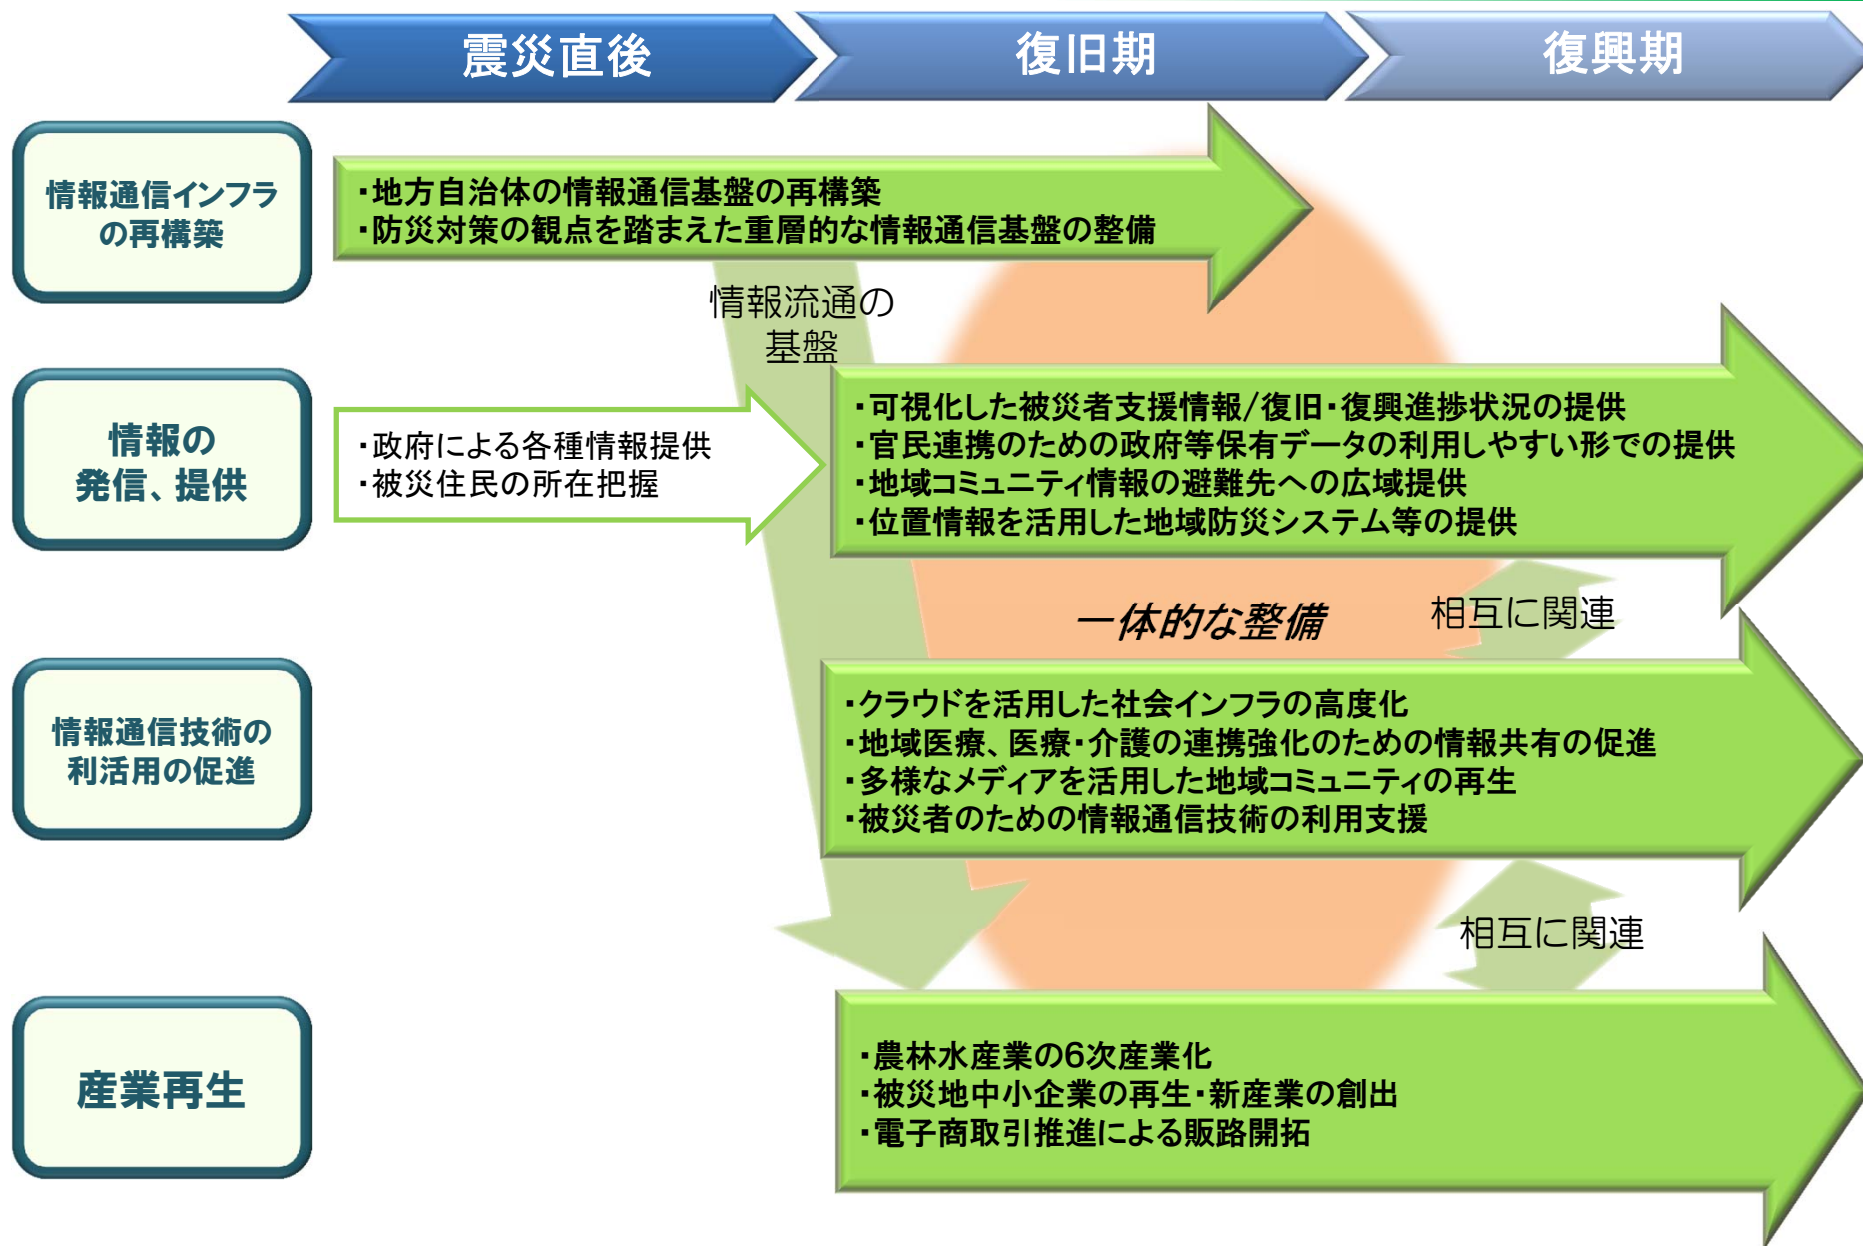 震災直後
復旧期
復興期
情報通信インフラ
の再構築
・地方自治体の情報通信基盤の再構築
・防災対策の観点を踏まえた重層的な情報通信基盤の整備
情報流通の
基盤
情報の
発信、提供
・政府による各種情報提供
・被災住民の所在把握
・可視化した被災者支援情報/復旧・復興進捗状況の提供
・官民連携のための政府等保有データの利用しやすい形での提供
・地域コミュニティ情報の避難先への広域提供
・位置情報を活用した地域防災システム等の提供
一体的な整備
相互に関連
情報通信技術の
利活用の促進
・クラウドを活用した社会インフラの高度化
・地域医療、医療・介護の連携強化のための情報共有の促進
・多様なメディアを活用した地域コミュニティの再生
・被災者のための情報通信技術の利用支援
相互に関連
産業再生
・農林水産業の6次産業化
・被災地中小企業の再生・新産業の創出
・電子商取引推進による販路開拓